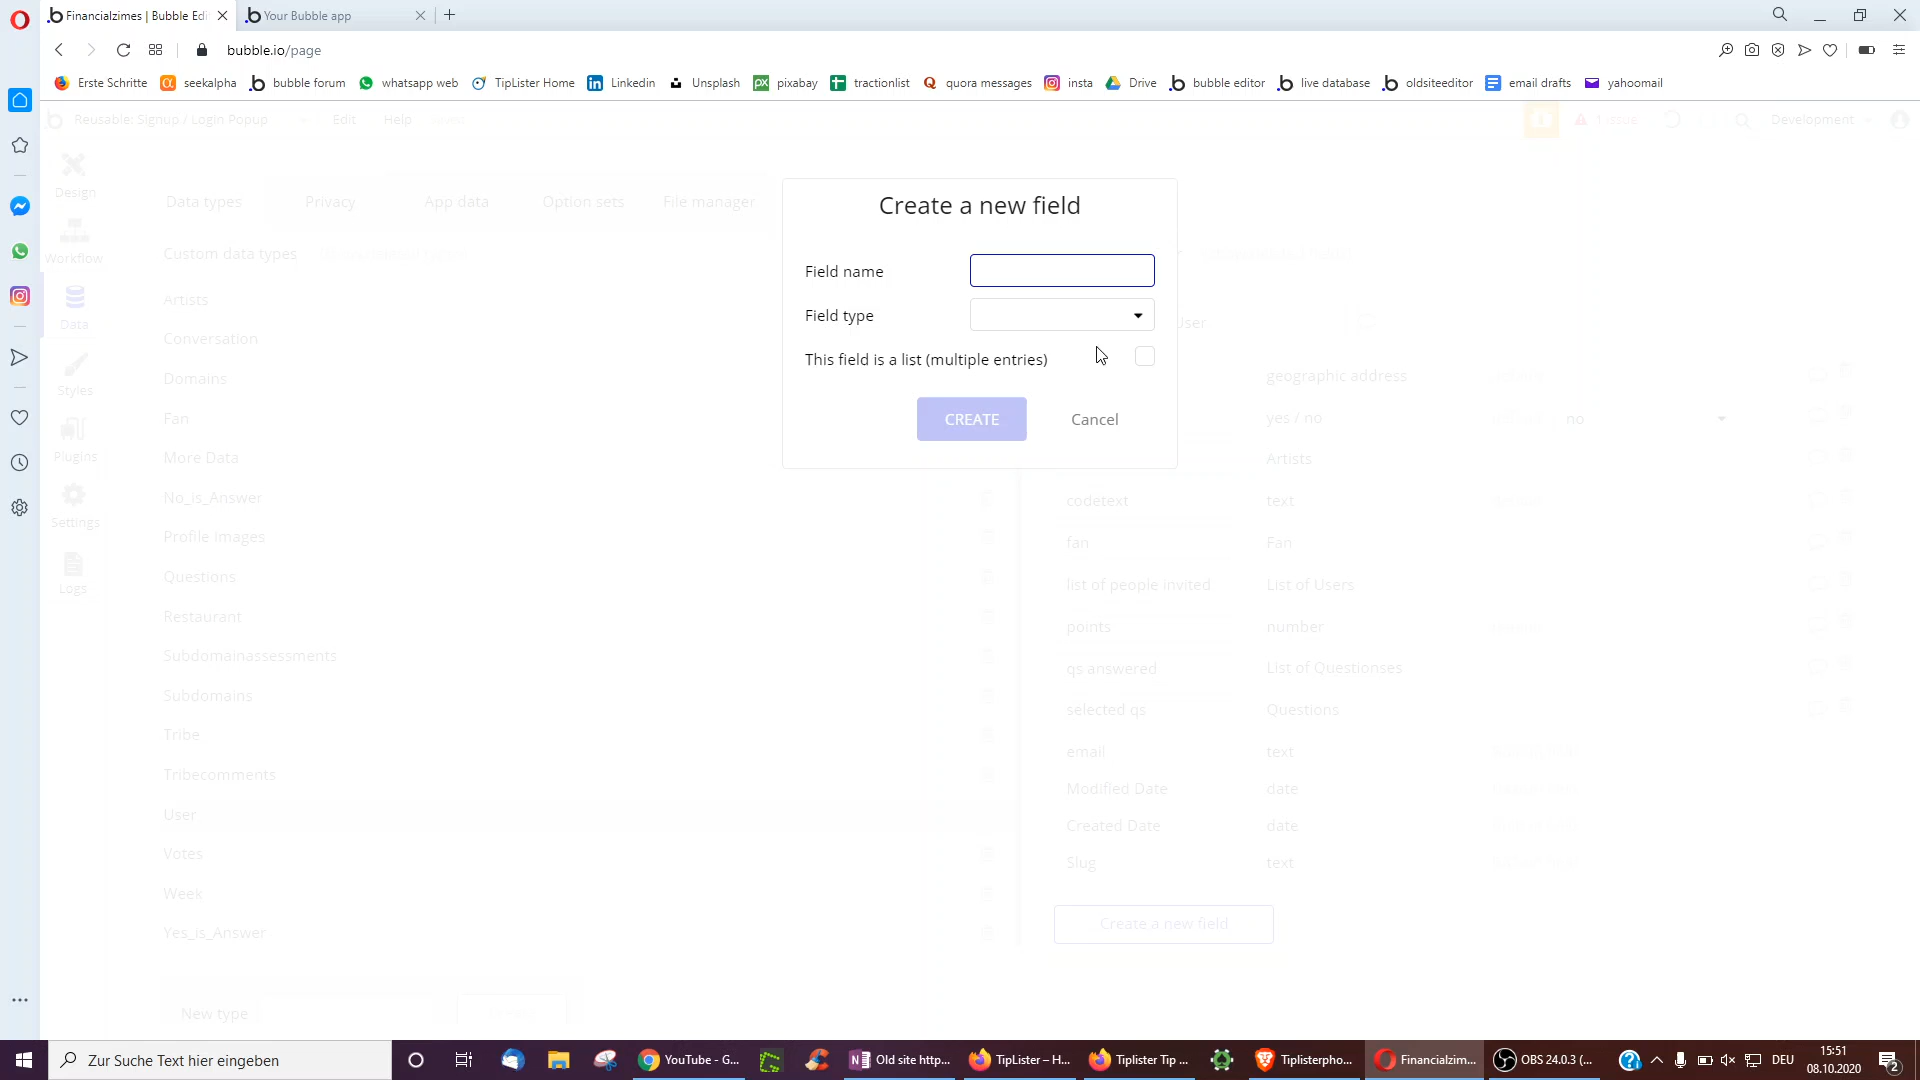 Financialzimes | Bubble Edi
Your Bubble app
bubble.io/page
Erste Schritte
seekalpha
bubble forum
whatsapp web
TipLister Home
Linkedin
Unsplash
pixabay
tractionlist
quora messages
insta
Drive
bubble editor
live database
oldsiteeditor
email drafts
yahoomail
Reusable: Signup / Login Popup
Edit
Help
1 issue
Development
Design
Workflow
Data
Styles
Plugins
Settings
Logs
Data types
Privacy
App data
Option sets
File manager
Custom data types
Artists
Conversation
Domains
Fan
More Data
No_is_Answer
Profile Images
Questions
Restaurant
Subdomainassessments
Subdomains
Tribe
Tribecomments
User
Votes
Week
Yes_is_Answer
New type
Create a new field
Field name
Field type
This field is a list (multiple entries)
CREATE
Cancel
User
geographic address
yes / no
no
Artists
codetext
text
fan
Fan
list of people invited
List of Users
points
number
qs answered
List of Questionses
selected qs
Questions
email
text
Modified Date
date
Created Date
date
Slug
text
Create a new field
Zur Suche Text hier eingeben
YouTube - G...
Old site http...
TipLister – H...
Tiplister Tip ...
Tiplisterpho...
Financialzim...
OBS 24.0.3 (...
DEU
15:51
08.10.2020
2